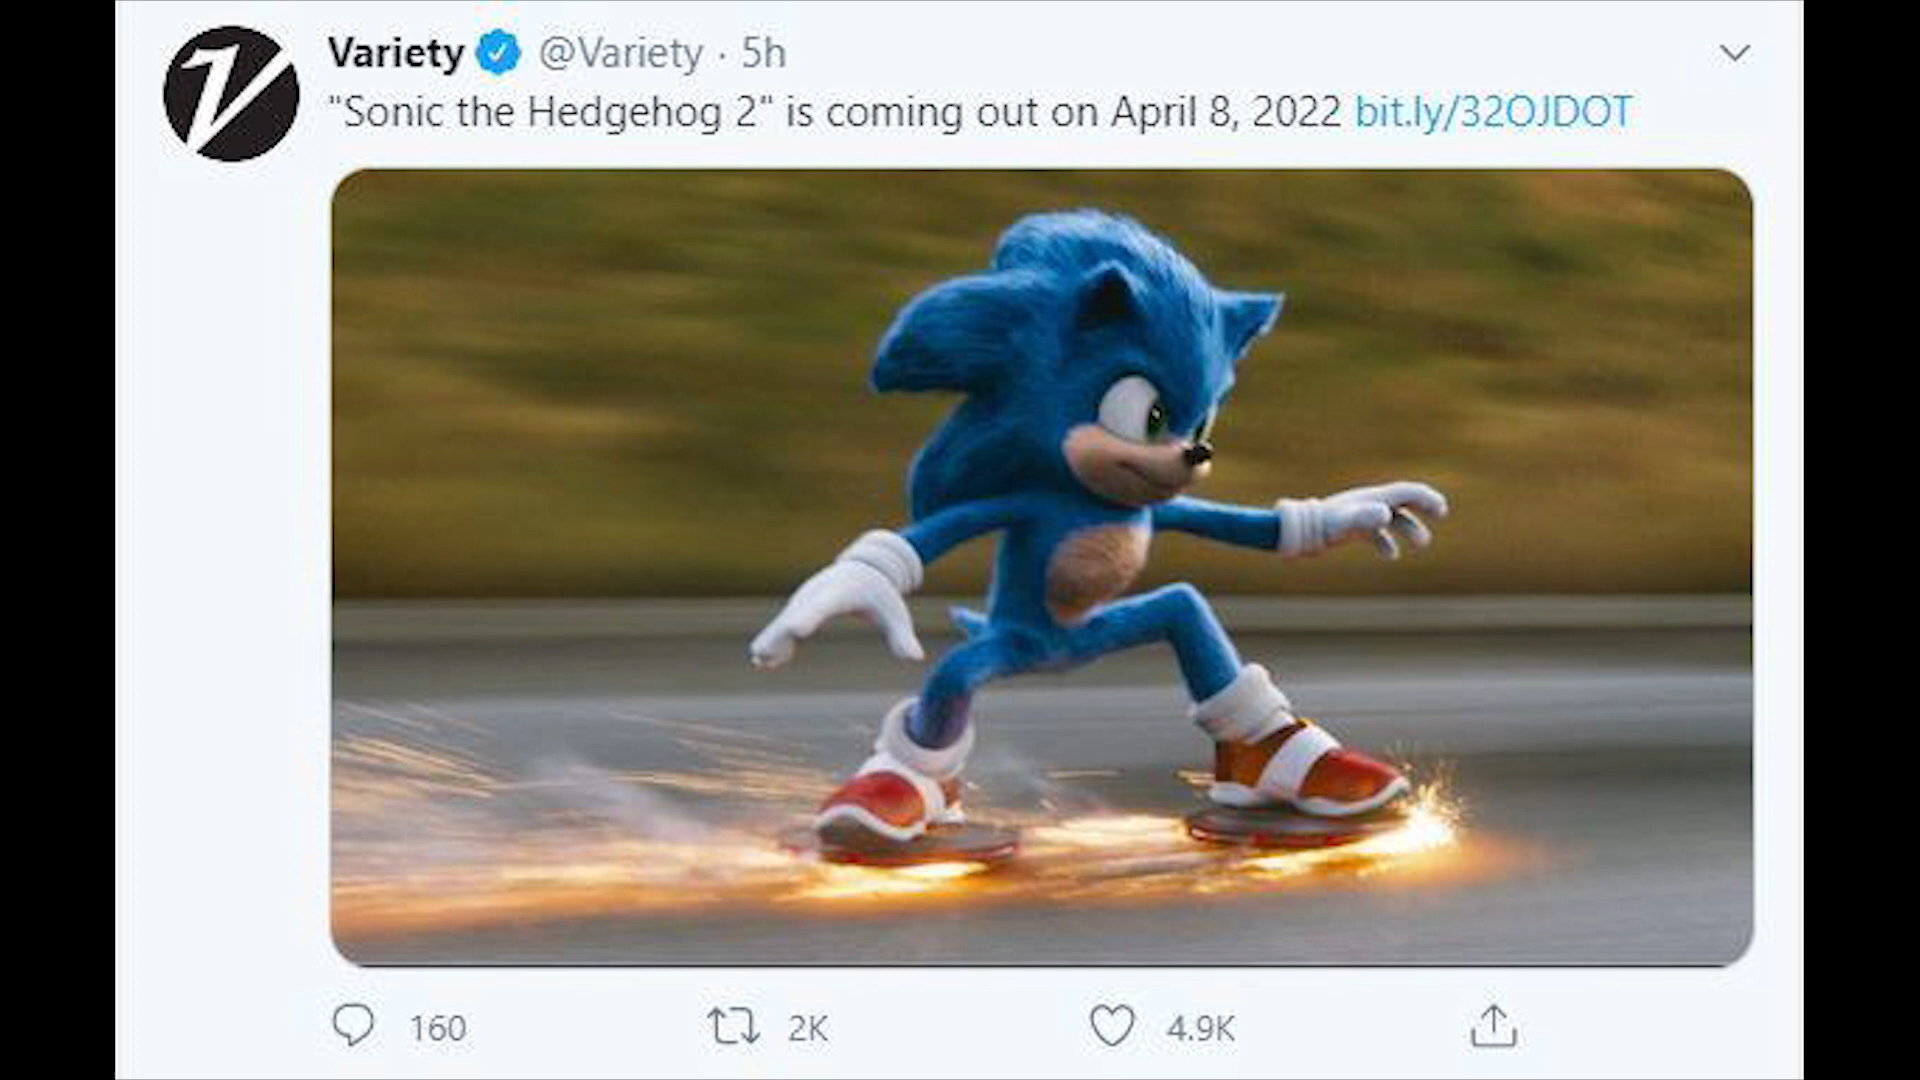 Variety @Variety · 5h
"Sonic the Hedgehog 2" is coming out on April 8, 2022 bit.ly/32OJDOT
160 2K 4.9K